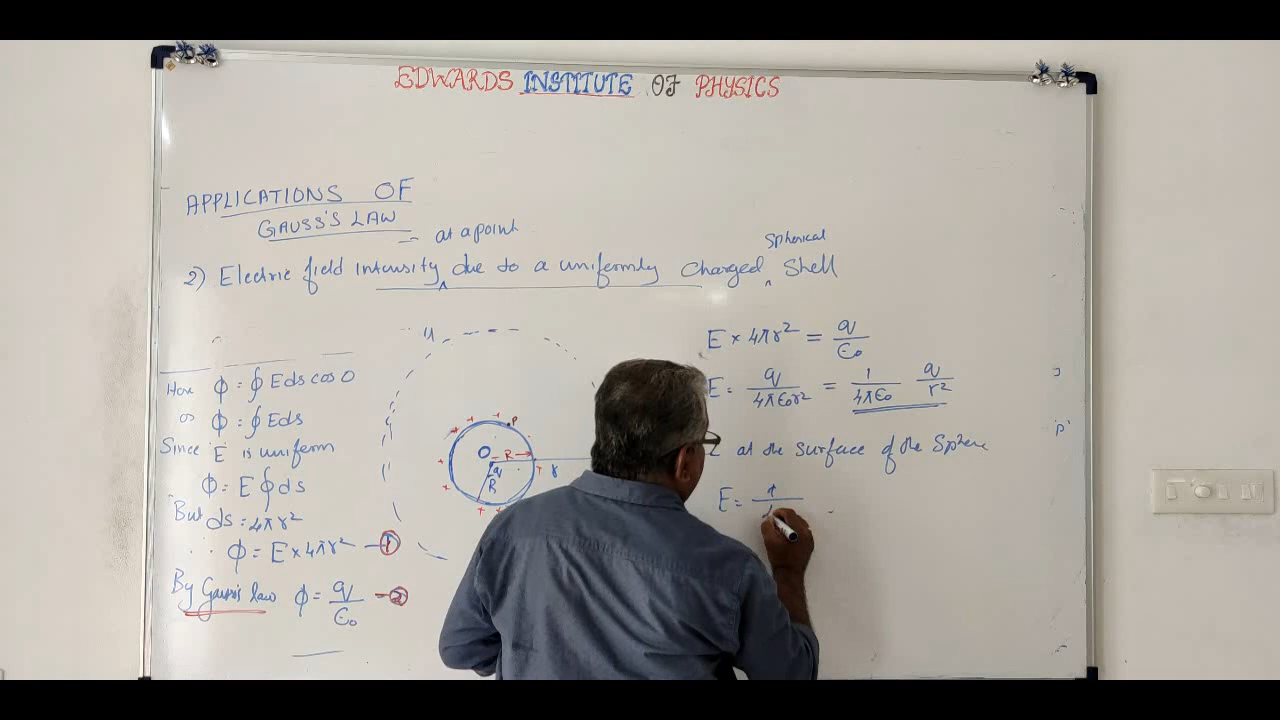 EDWARDS INSTITUTE OF PHYSICS
APPLICATIONS OF
GAUSS'S LAW
at a point
Spherical
2) Electric field intensity due to a uniformly charged Shell
Here ϕ = ∮ E ds cos 0
or ϕ = ∮ E ds
Since E is uniform
ϕ = E ∮ ds
But ds = 4πr²
∴ ϕ = E × 4πr² – 1
By Gauss's law ϕ = q/ε₀ – 2
P
O R
q r
R
E × 4πr² = q/ε₀
E = q/4πε₀r² = 1/4πε₀ q/r²
2 at the surface of the Sphere
E = 1
'p'